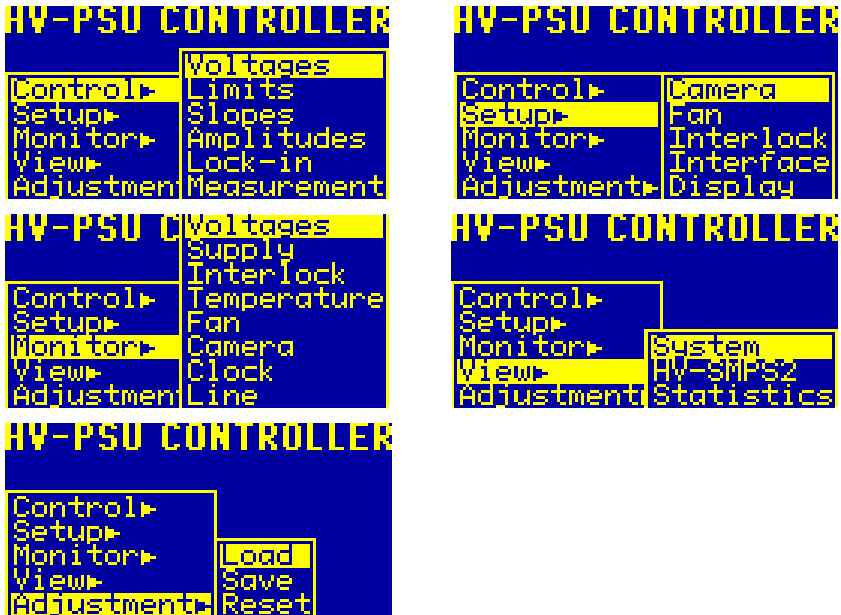 HV-PSU CONTROLLER
Control▶
Setup▶
Monitor▶
View▶
Adjustmen
Voltages
Limits
Slopes
Amplitudes
Lock-in
Measurement
HV-PSU CONTROLLER
Control▶
Setup▶
Monitor▶
View▶
Adjustment▶
Camera
Fan
Interlock
Interface
Display
HV-PSU C
Control▶
Setup▶
Monitor▶
View▶
Adjustmen
Voltages
Supply
Interlock
Temperature
Fan
Camera
Clock
Line
HV-PSU CONTROLLER
Control▶
Setup▶
Monitor▶
View▶
Adjustment
System
HV-SMPS2
Statistics
HV-PSU CONTROLLER
Control▶
Setup▶
Monitor▶
View▶
Adjustment▶
Load
Save
Reset